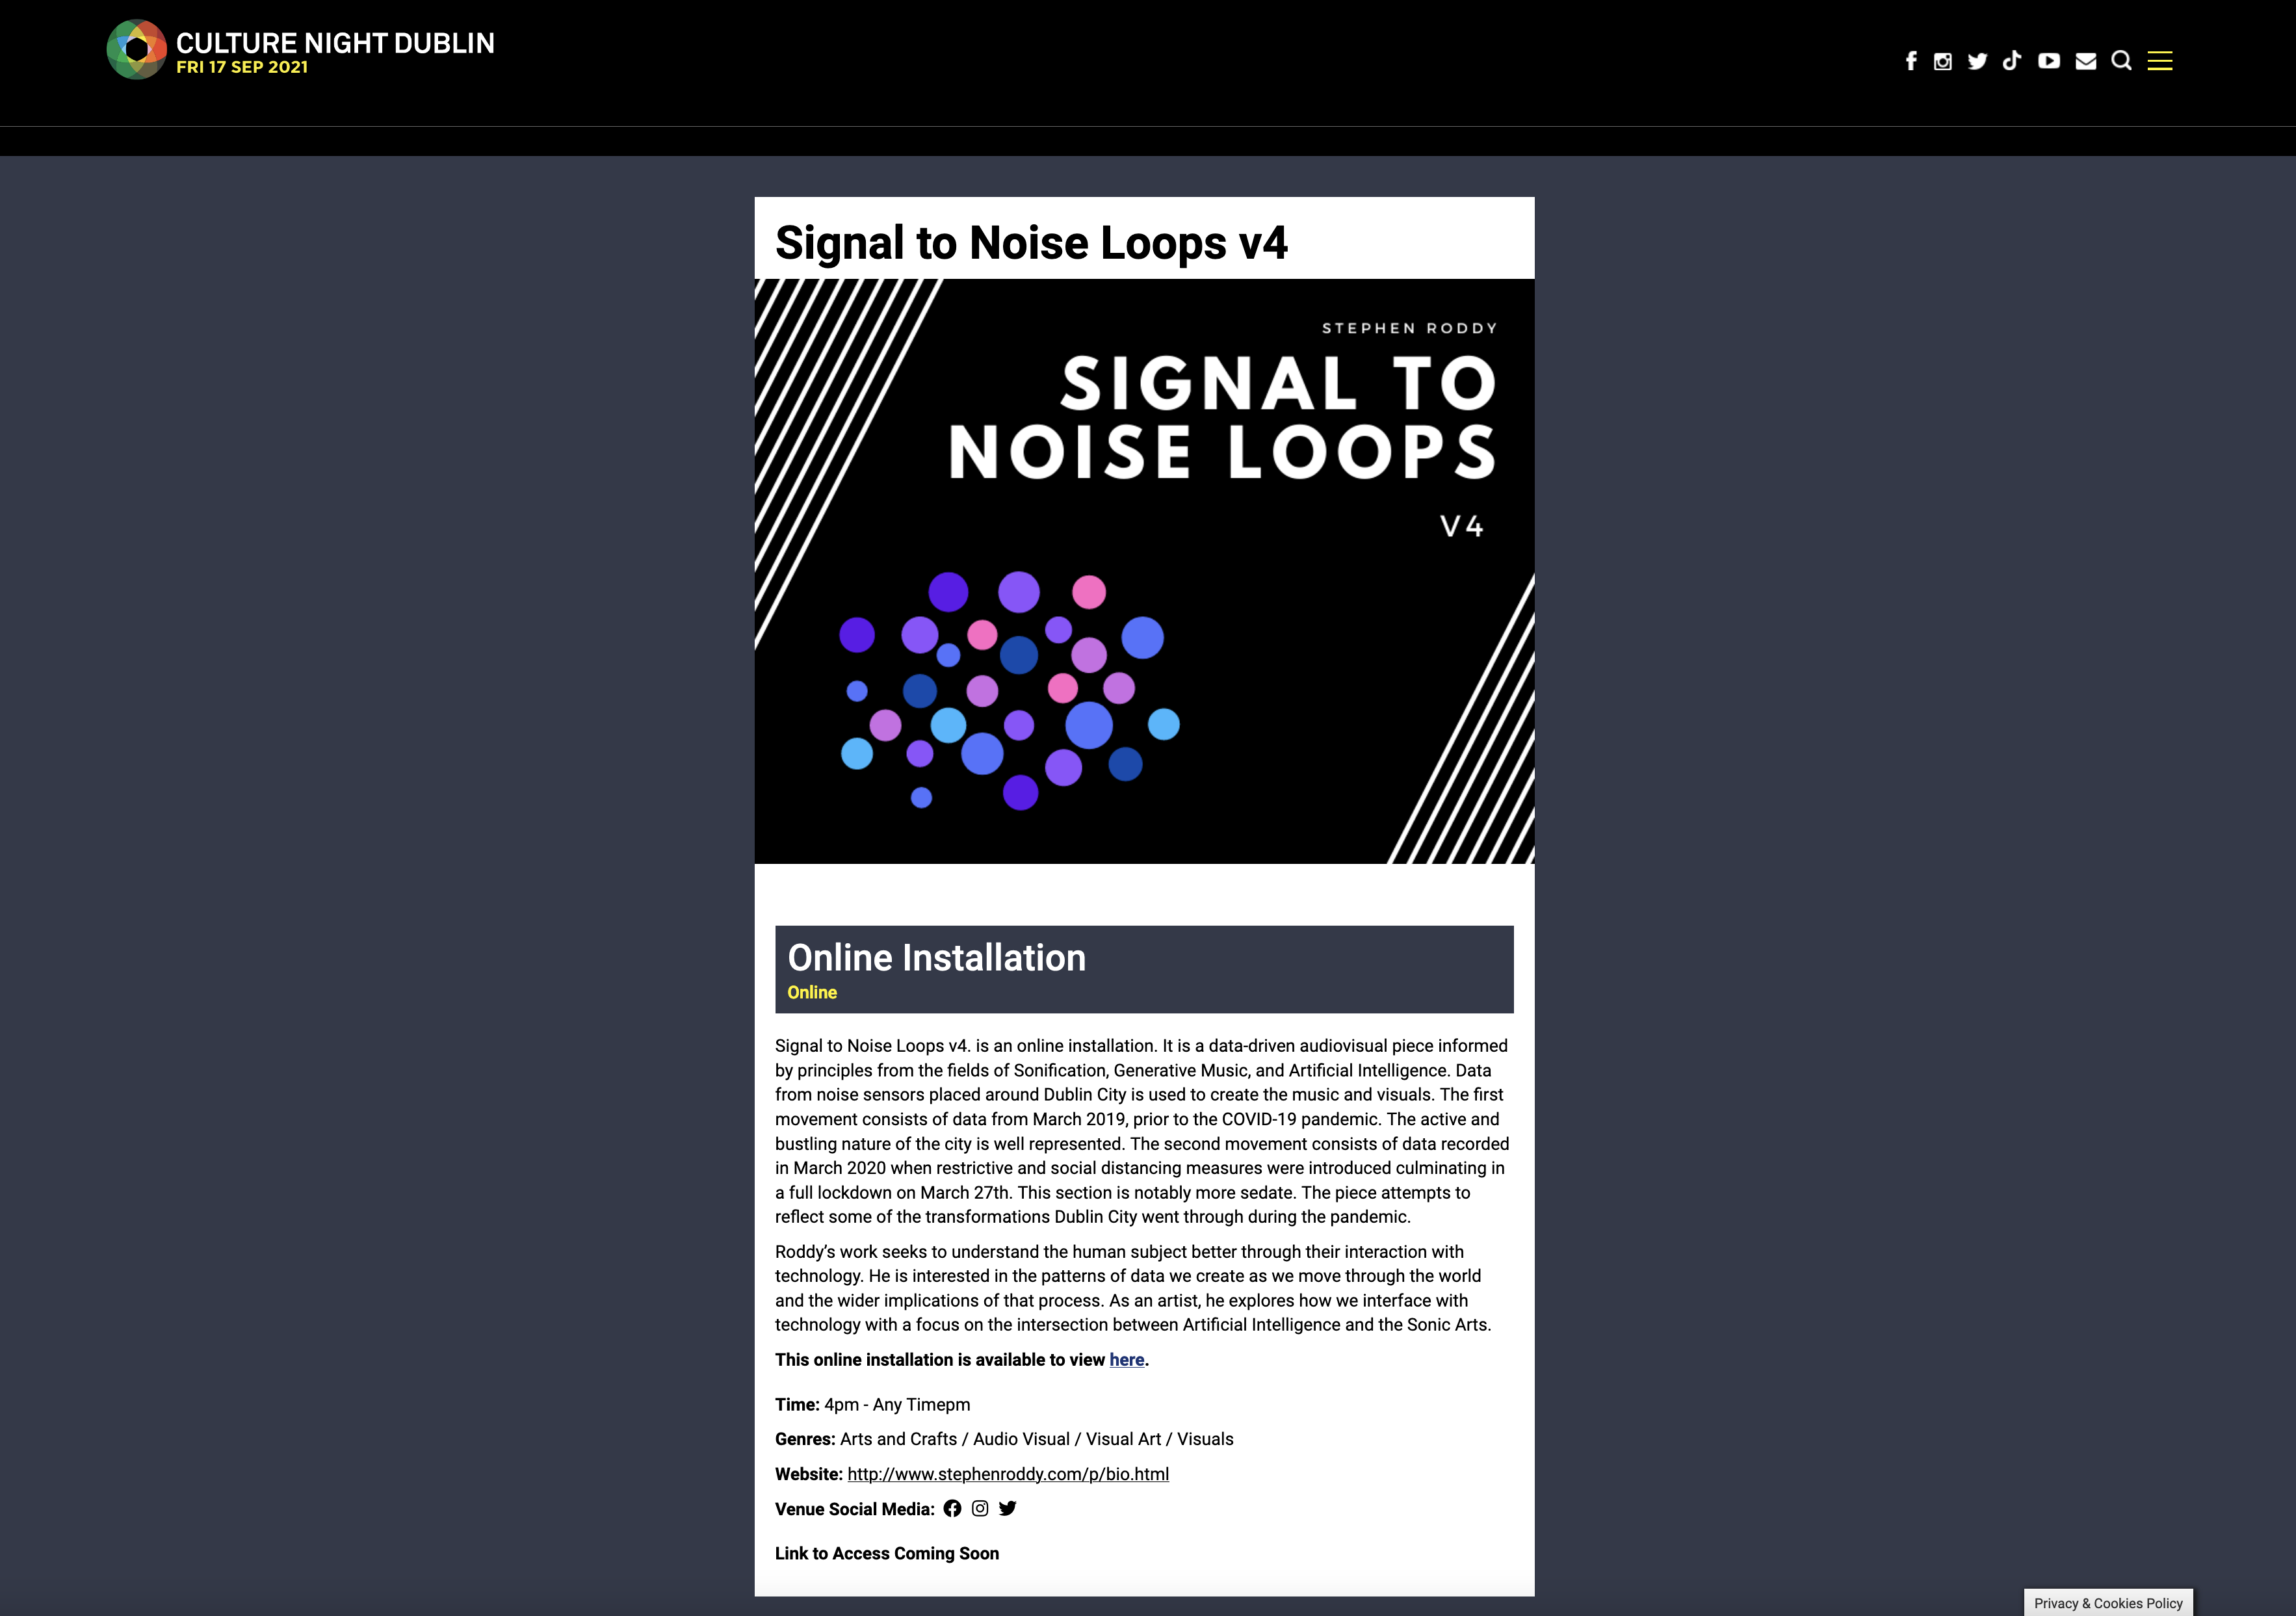 CULTURE NIGHT DUBLIN
FRI 17 SEP 2021
Signal to Noise Loops v4
STEPHEN RODDY
SIGNAL TO
NOISE LOOPS
V4
Online Installation
Online
Signal to Noise Loops v4. is an online installation. It is a data-driven audiovisual piece informed
by principles from the fields of Sonification, Generative Music, and Artificial Intelligence. Data
from noise sensors placed around Dublin City is used to create the music and visuals. The first
movement consists of data from March 2019, prior to the COVID-19 pandemic. The active and
bustling nature of the city is well represented. The second movement consists of data recorded
in March 2020 when restrictive and social distancing measures were introduced culminating in
a full lockdown on March 27th. This section is notably more sedate. The piece attempts to
reflect some of the transformations Dublin City went through during the pandemic.
Roddy’s work seeks to understand the human subject better through their interaction with
technology. He is interested in the patterns of data we create as we move through the world
and the wider implications of that process. As an artist, he explores how we interface with
technology with a focus on the intersection between Artificial Intelligence and the Sonic Arts.
This online installation is available to view here.
Time: 4pm - Any Timepm
Genres: Arts and Crafts / Audio Visual / Visual Art / Visuals
Website: http://www.stephenroddy.com/p/bio.html
Venue Social Media:
Link to Access Coming Soon
Privacy & Cookies Policy